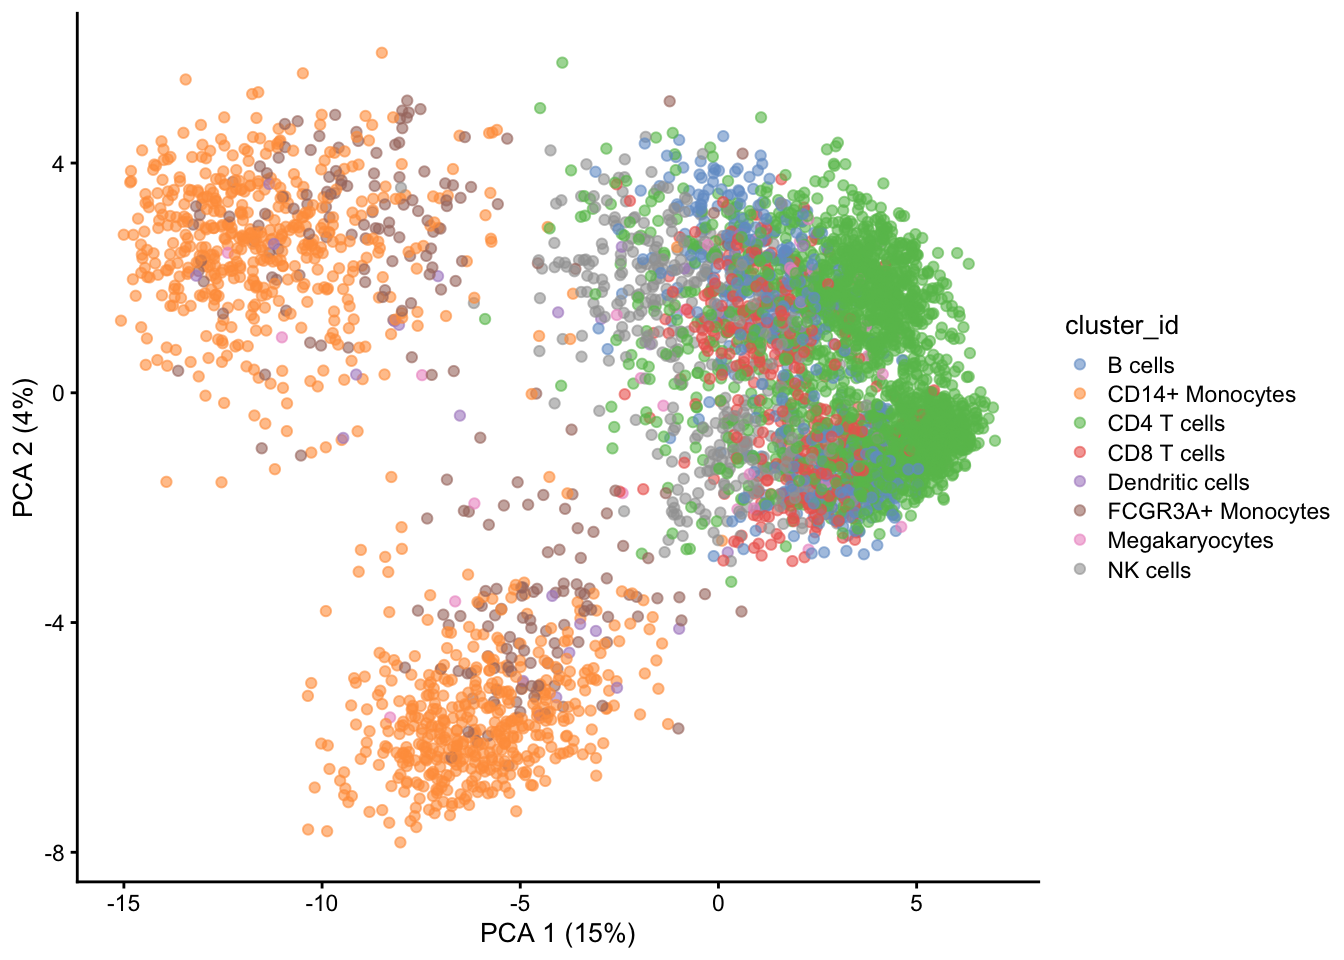 4
0
-4
-8
PCA 2 (4%)
-15 -10 -5 0 5
PCA 1 (15%)
cluster_id
B cells
CD14+ Monocytes
CD4 T cells
CD8 T cells
Dendritic cells
FCGR3A+ Monocytes
Megakaryocytes
NK cells